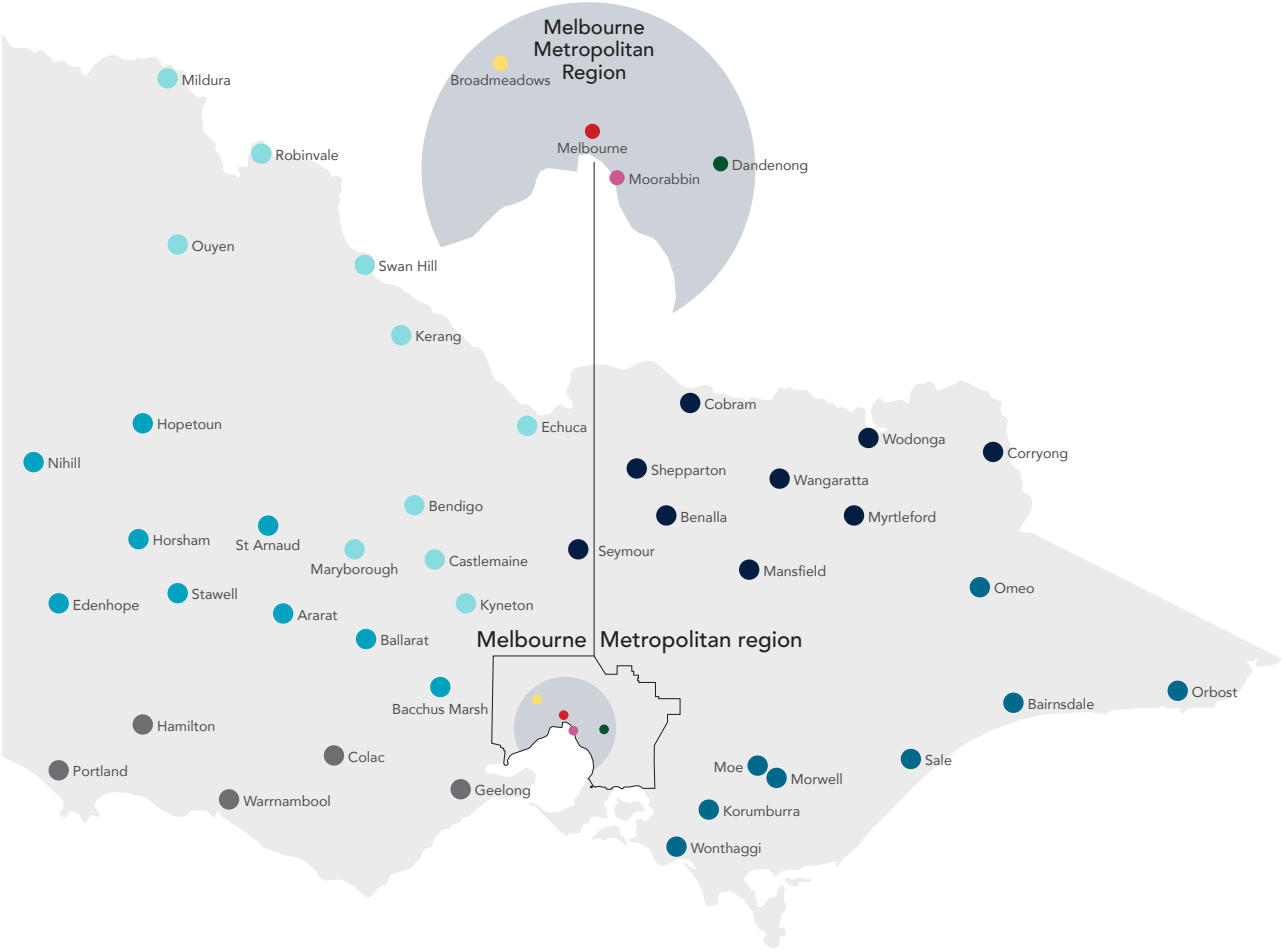 Melbourne
Metropolitan
Region
Broadmeadows
Melbourne
Moorabbin
Dandenong
Mildura
Robinvale
Ouyen
Swan Hill
Kerang
Cobram
Hopetoun
Echuca
Wodonga
Corryong
Nihill
Shepparton
Wangaratta
Bendigo
Benalla
Myrtleford
Horsham
St Arnaud
Seymour
Maryborough
Castlemaine
Mansfield
Omeo
Edenhope
Stawell
Ararat
Kyneton
Ballarat
Melbourne Metropolitan region
Bacchus Marsh
Orbost
Bairnsdale
Hamilton
Colac
Sale
Portland
Moe
Morwell
Geelong
Warrnambool
Korumburra
Wonthaggi